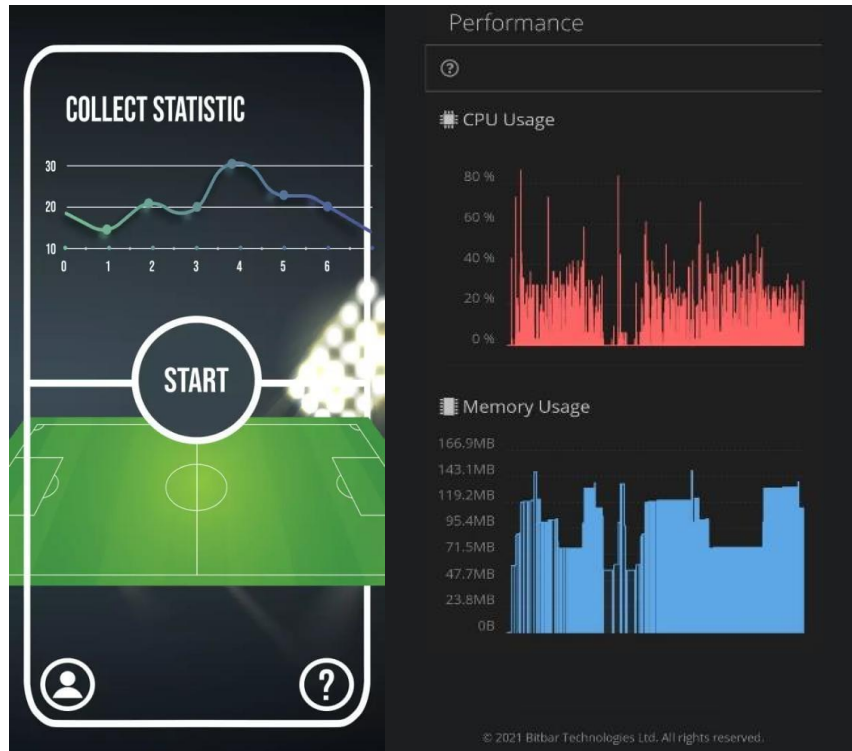 COLLECT STATISTIC
30
20
10
0 1 2 3 4 5 6
START
?
Performance
?
CPU Usage
80 %
60 %
40 %
20 %
0 %
Memory Usage
166.9MB
143.1MB
119.2MB
95.4MB
71.5MB
47.7MB
23.8MB
0B
© 2021 Bitbar Technologies Ltd. All rights reserved.